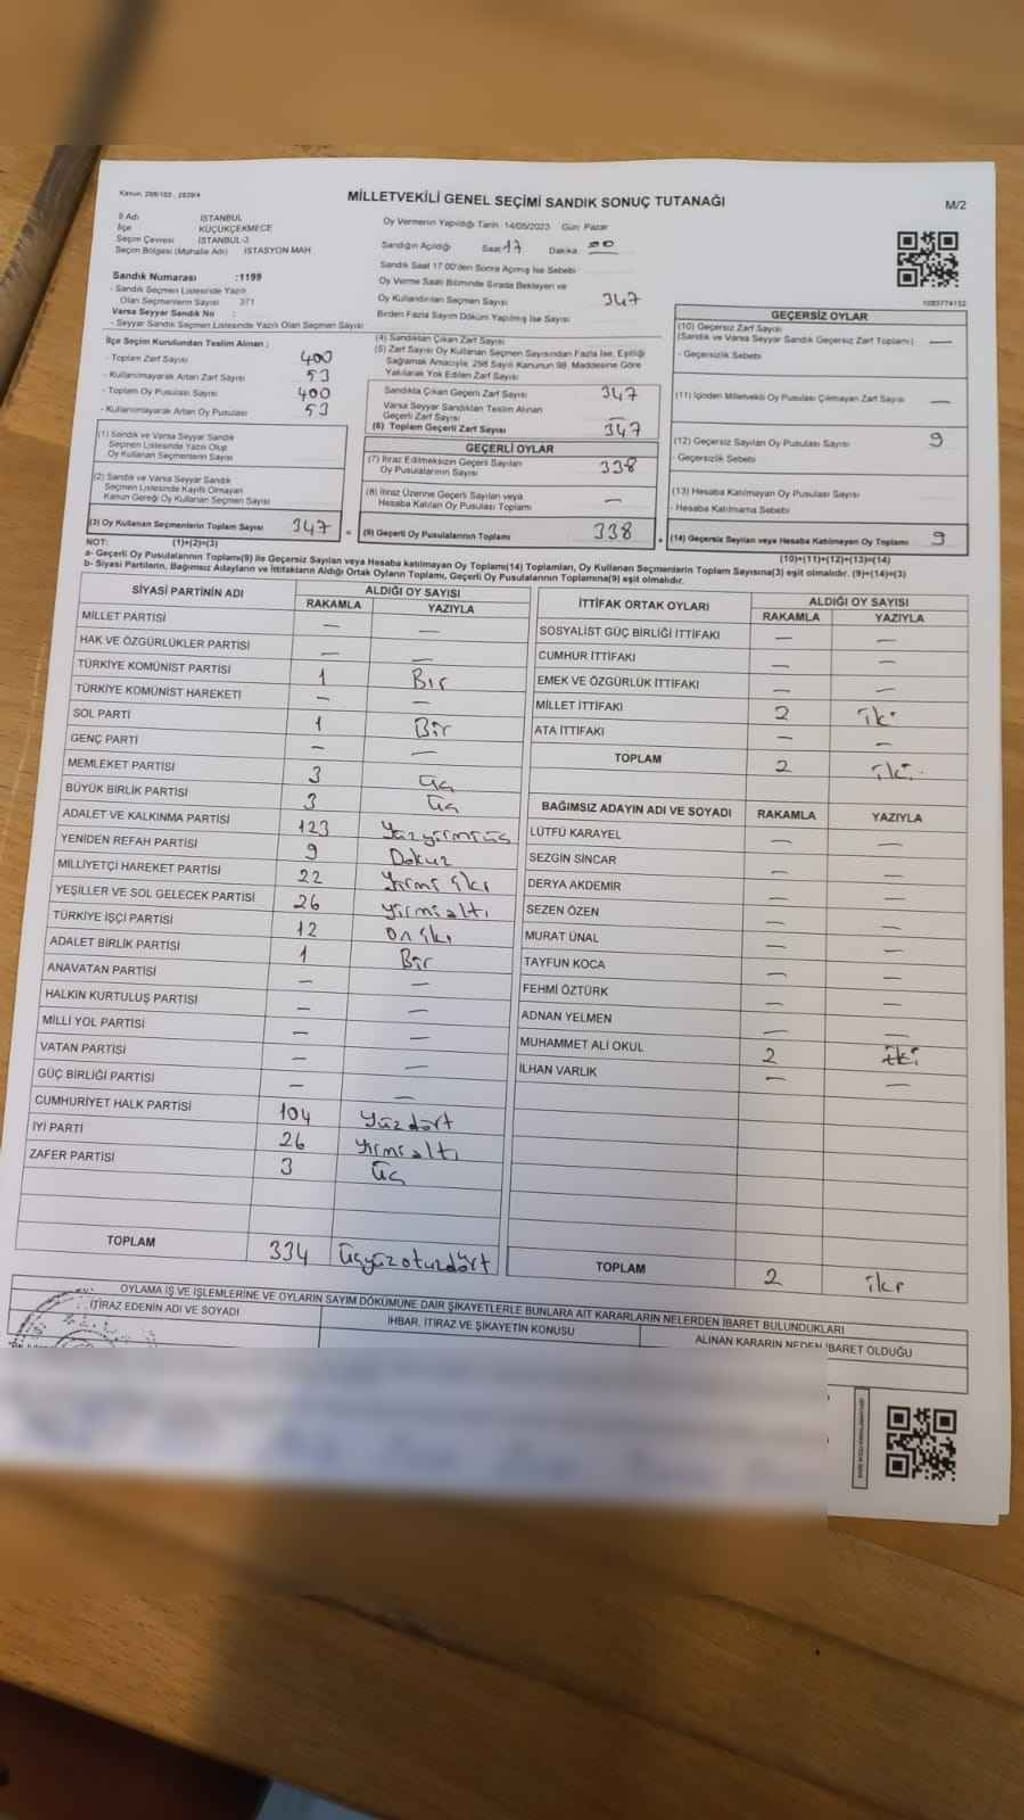 Kanun: 298/102 - 2839/4
MİLLETVEKİLİ GENEL SEÇİMİ SANDIK SONUÇ TUTANAĞI
M/2
İl Adı İSTANBUL
İlçe KÜÇÜKÇEKMECE
Seçim Çevresi İSTANBUL-3
Seçim Bölgesi (Mahalle Adı) İSTASYON MAH
Sandık Numarası :1199
- Sandık Seçmen Listesinde Yazılı
Olan Seçmenlerin Sayısı 371
Varsa Seyyar Sandık No :
- Seyyar Sandık Seçmen Listesinde Yazılı Olan Seçmen Sayısı
Oy Vermenin Yapıldığı Tarih: 14/05/2023 Gün: Pazar
Sandığın Açıldığı Saat 17 Dakika 00
Sandık Saat 17:00'den Sonra Açılmış İse Sebebi
Oy Verme Saati Bitiminde Sırada Bekleyen ve
Oy Kullandırılan Seçmen Sayısı 347
Birden Fazla Sayım Döküm Yapılmış İse Sayısı
İlçe Seçim Kurulundan Teslim Alınan :
- Toplam Zarf Sayısı 400
- Kullanılmayarak Artan Zarf Sayısı 53
- Toplam Oy Pusulası Sayısı 400
- Kullanılmayarak Artan Oy Pusulası 53
(1) Sandık ve Varsa Seyyar Sandık
Seçmen Listesinde Yazılı Olup
Oy Kullanan Seçmenlerin Sayısı
(2) Sandık ve Varsa Seyyar Sandık
Seçmen Listesinde Kayıtlı Olmayan
Kanun Gereği Oy Kullanan Seçmen Sayısı
(3) Oy Kullanan Seçmenlerin Toplam Sayısı 347
(1)+(2)=(3)
(4) Sandıktan Çıkan Zarf Sayısı
(5) Zarf Sayısı Oy Kullanan Seçmen Sayısından Fazla İse, Eşitliği
Sağlamak Amacıyla, 298 Sayılı Kanunun 98. Maddesine Göre
Yakılarak Yok Edilen Zarf Sayısı
Sandıkta Çıkan Geçerli Zarf Sayısı 347
Varsa Seyyar Sandıktan Teslim Alınan
Geçerli Zarf Sayısı —
(6) Toplam Geçerli Zarf Sayısı 347
GEÇERLİ OYLAR
(7) İtiraz Edilmeksizin Geçerli Sayılan
Oy Pusulalarının Sayısı 338
(8) İtiraz Üzerine Geçerli Sayılan veya
Hesaba Katılan Oy Pusulası Toplamı —
= (9) Geçerli Oy Pusulalarının Toplamı 338
1083774132
GEÇERSİZ OYLAR
(10) Geçersiz Zarf Sayısı
(Sandık ve Varsa Seyyar Sandık Geçersiz Zarf Toplamı) —
- Geçersizlik Sebebi
(11) İçinden Milletvekili Oy Pusulası Çıkmayan Zarf Sayısı —
(12) Geçersiz Sayılan Oy Pusulası Sayısı 9
- Geçersizlik Sebebi
(13) Hesaba Katılmayan Oy Pusulası Sayısı
- Hesaba Katılmama Sebebi
+ (14) Geçersiz Sayılan veya Hesaba Katılmayan Oy Toplamı 9
(10)+(11)+(12)+(13)=(14)
NOT:
a- Geçerli Oy Pusulalarının Toplamı(9) ile Geçersiz Sayılan veya Hesaba katılmayan Oy Toplamı(14) Toplamları, Oy Kullanan Seçmenlerin Toplam Sayısına(3) eşit olmalıdır. (9)+(14)=(3)
b- Siyasi Partilerin, Bağımsız Adayların ve İttifakların Aldığı Ortak Oyların Toplamı, Geçerli Oy Pusulalarının Toplamına(9) eşit olmalıdır.
SİYASİ PARTİNİN ADI ALDIĞI OY SAYISI
RAKAMLA YAZIYLA
MİLLET PARTİSİ — —
HAK VE ÖZGÜRLÜKLER PARTİSİ — —
TÜRKİYE KOMÜNİST PARTİSİ 1 Bir
TÜRKİYE KOMÜNİST HAREKETİ — —
SOL PARTİ 1 Bir
GENÇ PARTİ — —
MEMLEKET PARTİSİ 3 Üç
BÜYÜK BİRLİK PARTİSİ 3 Üç
ADALET VE KALKINMA PARTİSİ 123 Yüzyirmiüç
YENİDEN REFAH PARTİSİ 9 Dokuz
MİLLİYETÇİ HAREKET PARTİSİ 22 Yirmi iki
YEŞİLLER VE SOL GELECEK PARTİSİ 26 yirmialtı
TÜRKİYE İŞÇİ PARTİSİ 12 on iki
ADALET BİRLİK PARTİSİ 1 Bir
ANAVATAN PARTİSİ — —
HALKIN KURTULUŞ PARTİSİ — —
MİLLİ YOL PARTİSİ — —
VATAN PARTİSİ — —
GÜÇ BİRLİĞİ PARTİSİ — —
CUMHURİYET HALK PARTİSİ 104 Yüzdört
İYİ PARTİ 26 Yirmialtı
ZAFER PARTİSİ 3 Üç
TOPLAM 334 Üçyüzotuzdört
İTTİFAK ORTAK OYLARI ALDIĞI OY SAYISI
RAKAMLA YAZIYLA
SOSYALİST GÜÇ BİRLİĞİ İTTİFAKI — —
CUMHUR İTTİFAKI — —
EMEK VE ÖZGÜRLÜK İTTİFAKI — —
MİLLET İTTİFAKI 2 iki
ATA İTTİFAKI — —
TOPLAM 2 iki
BAĞIMSIZ ADAYIN ADI VE SOYADI RAKAMLA YAZIYLA
LÜTFÜ KARAYEL — —
SEZGİN SİNCAR — —
DERYA AKDEMİR — —
SEZEN ÖZEN — —
MURAT ÜNAL — —
TAYFUN KOCA — —
FEHMİ ÖZTÜRK — —
ADNAN YELMEN — —
MUHAMMET ALİ OKUL 2 iki
İLHAN VARLIK — —
TOPLAM 2 iki
OYLAMA İŞ VE İŞLEMLERİNE VE OYLARIN SAYIM DÖKÜMÜNE DAİR ŞİKAYETLERLE BUNLARA AİT KARARLARIN NELERDEN İBARET BULUNDUKLARI
İTİRAZ EDENİN ADI VE SOYADI
İHBAR, İTİRAZ VE ŞİKAYETİN KONUSU
ALINAN KARARIN NEDEN İBARET OLDUĞU